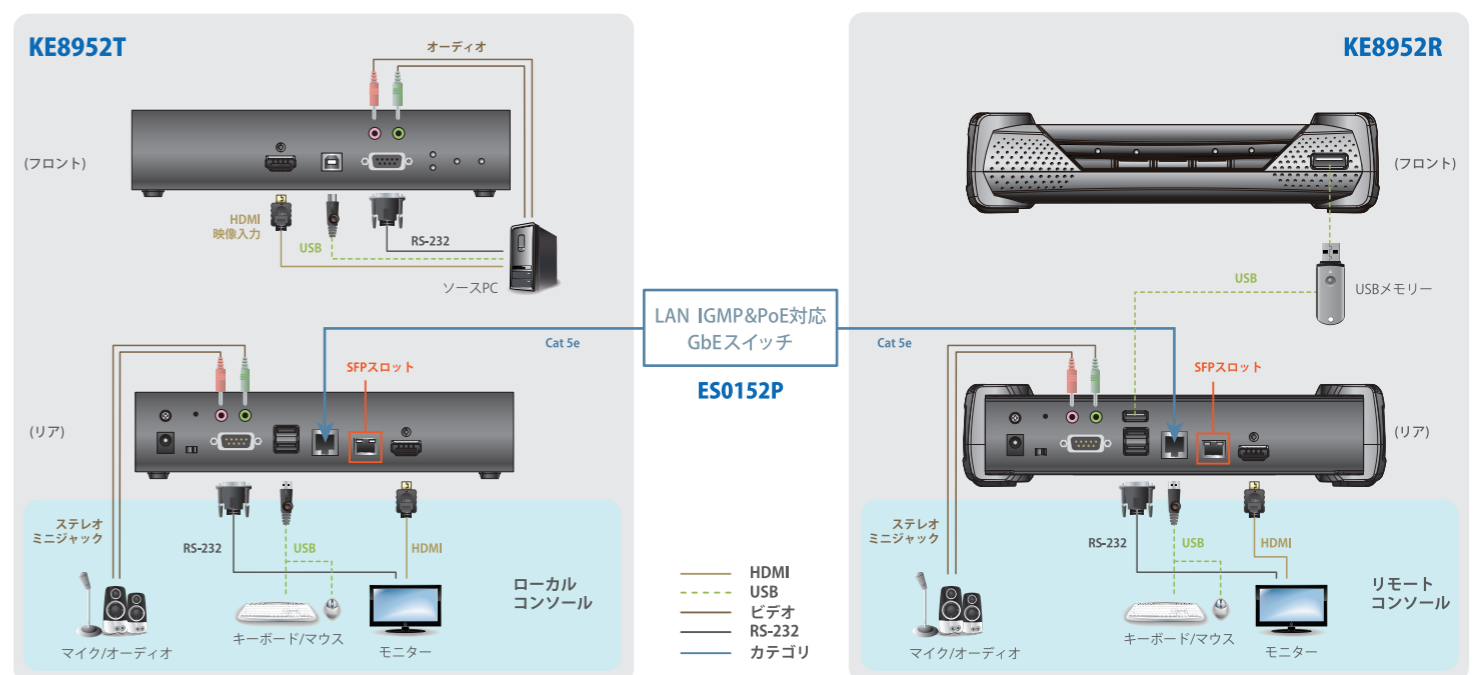 KE8952T
オーディオ
(フロント)
HDMI
映像入力
USB
RS-232
ソースPC
Cat 5e
SFPスロット
(リア)
ステレオ
ミニジャック
RS-232
USB
HDMI
ローカル
コンソール
マイク/オーディオ
キーボード/マウス
モニター
LAN IGMP&PoE対応
GbEスイッチ
ES0152P
HDMI
USB
ビデオ
RS-232
カテゴリ
KE8952R
(フロント)
USB
USBメモリー
Cat 5e
SFPスロット
(リア)
ステレオ
ミニジャック
RS-232
USB
HDMI
リモート
コンソール
マイク/オーディオ
キーボード/マウス
モニター